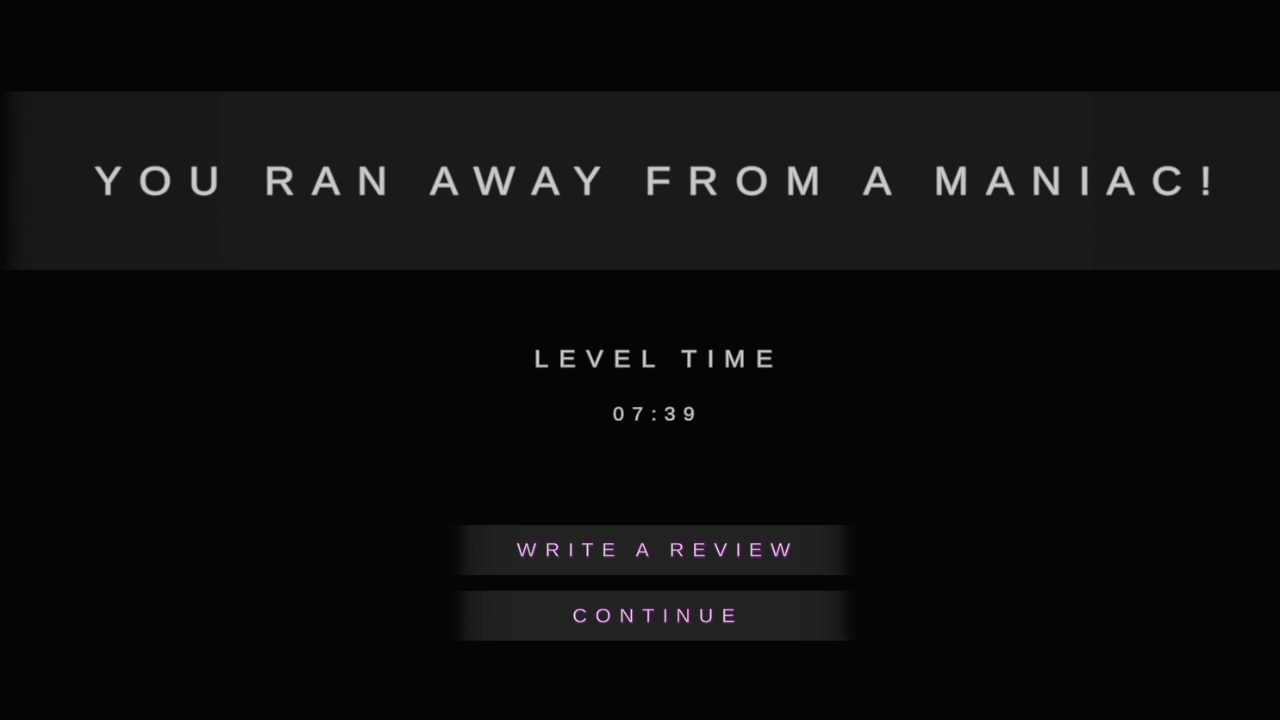 YOU RAN AWAY FROM A MANIAC!
LEVEL TIME
07:39
WRITE A REVIEW
CONTINUE